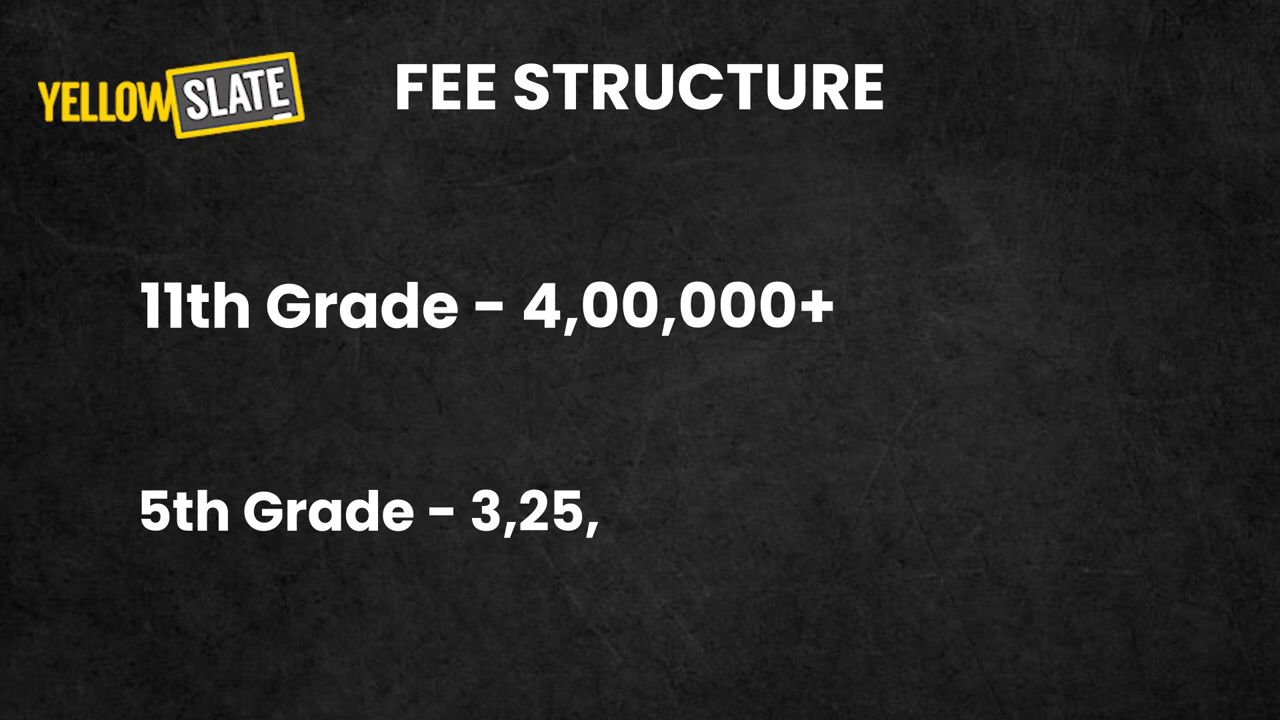 YELLOW SLATE
FEE STRUCTURE
11th Grade - 4,00,000+
5th Grade - 3,25,